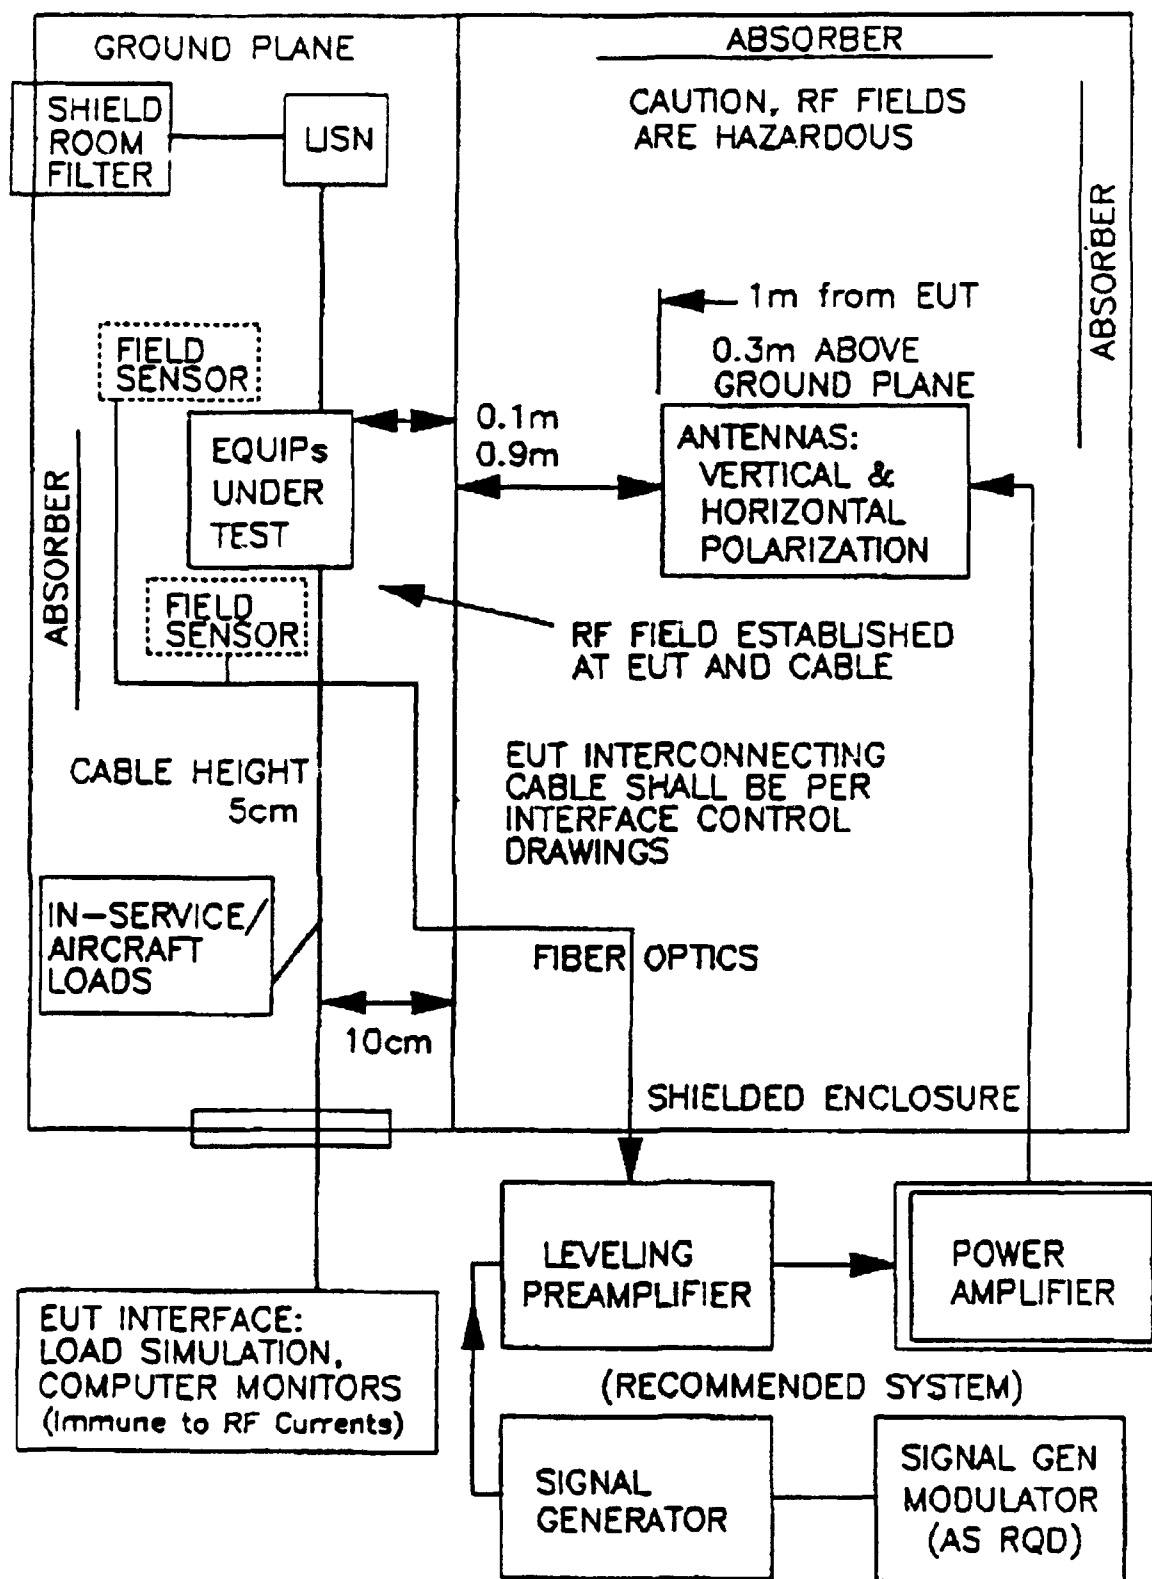 GROUND PLANE
ABSORBER
SHIELD
ROOM
FILTER
LISN
CAUTION, RF FIELDS
ARE HAZARDOUS
ABSORBER
1m from EUT
0.3m ABOVE
GROUND PLANE
FIELD
SENSOR
0.1m
0.9m
EQUIPs
UNDER
TEST
ANTENNAS:
VERTICAL &
HORIZONTAL
POLARIZATION
ABSORBER
FIELD
SENSOR
RF FIELD ESTABLISHED
AT EUT AND CABLE
CABLE HEIGHT
5cm
EUT INTERCONNECTING
CABLE SHALL BE PER
INTERFACE CONTROL
DRAWINGS
IN-SERVICE/
AIRCRAFT
LOADS
FIBER OPTICS
10cm
SHIELDED ENCLOSURE
LEVELING
PREAMPLIFIER
POWER
AMPLIFIER
EUT INTERFACE:
LOAD SIMULATION,
COMPUTER MONITORS
(Immune to RF Currents)
(RECOMMENDED SYSTEM)
SIGNAL
GENERATOR
SIGNAL GEN
MODULATOR
(AS RQD)